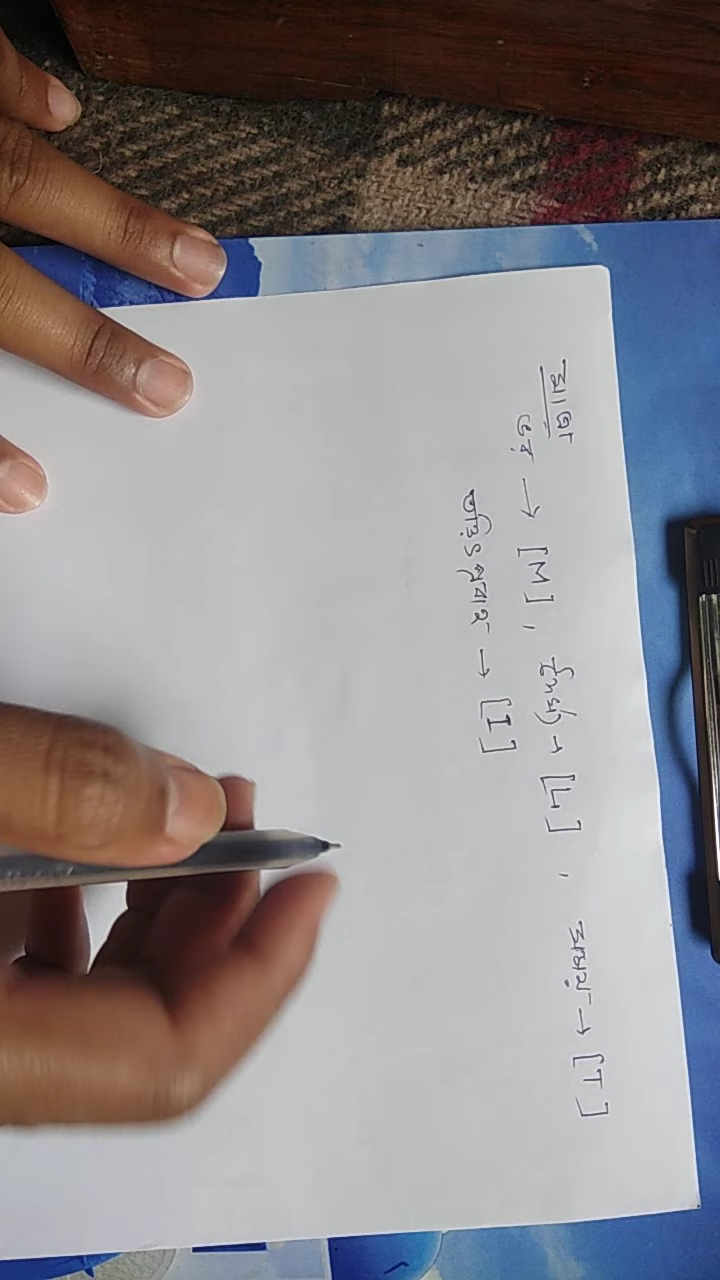 মাত্রা
ভর → [M] , দৈর্ঘ্য → [L] , সময় → [T]
তড়িৎপ্রবাহ → [I]